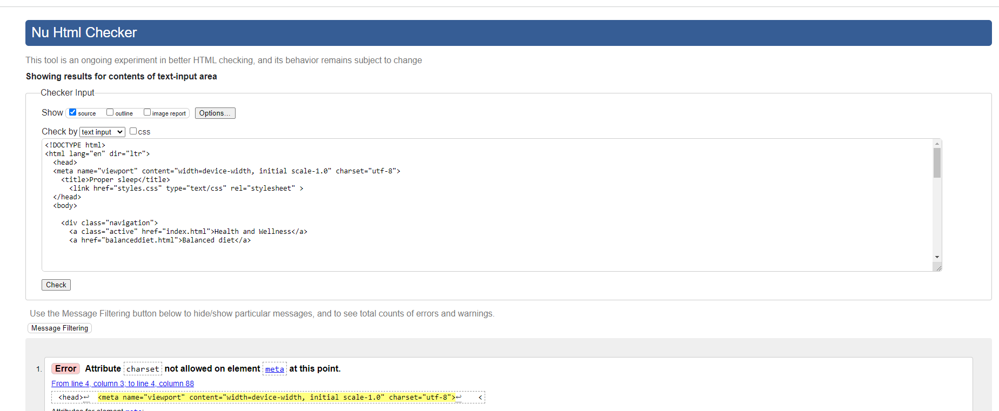 Nu Html Checker
This tool is an ongoing experiment in better HTML checking, and its behavior remains subject to change
Showing results for contents of text-input area
Checker Input
Show source outline image report Options...
Check by text input css
<!DOCTYPE html>
<html lang="en" dir="ltr">
<head>
<meta name="viewport" content="width=device-width, initial scale-1.0" charset="utf-8">
<title>Proper sleep</title>
<link href="styles.css" type="text/css" rel="stylesheet" >
</head>
<body>
<div class="navigation">
<a class="active" href="index.html">Health and Wellness</a>
<a href="balanceddiet.html">Balanced diet</a>
Check
Use the Message Filtering button below to hide/show particular messages, and to see total counts of errors and warnings.
Message Filtering
1. Error Attribute charset not allowed on element meta at this point.
From line 4, column 3; to line 4, column 88
<head>↩ <meta name="viewport" content="width=device-width, initial scale-1.0" charset="utf-8">↩ <
Attributes for element meta: